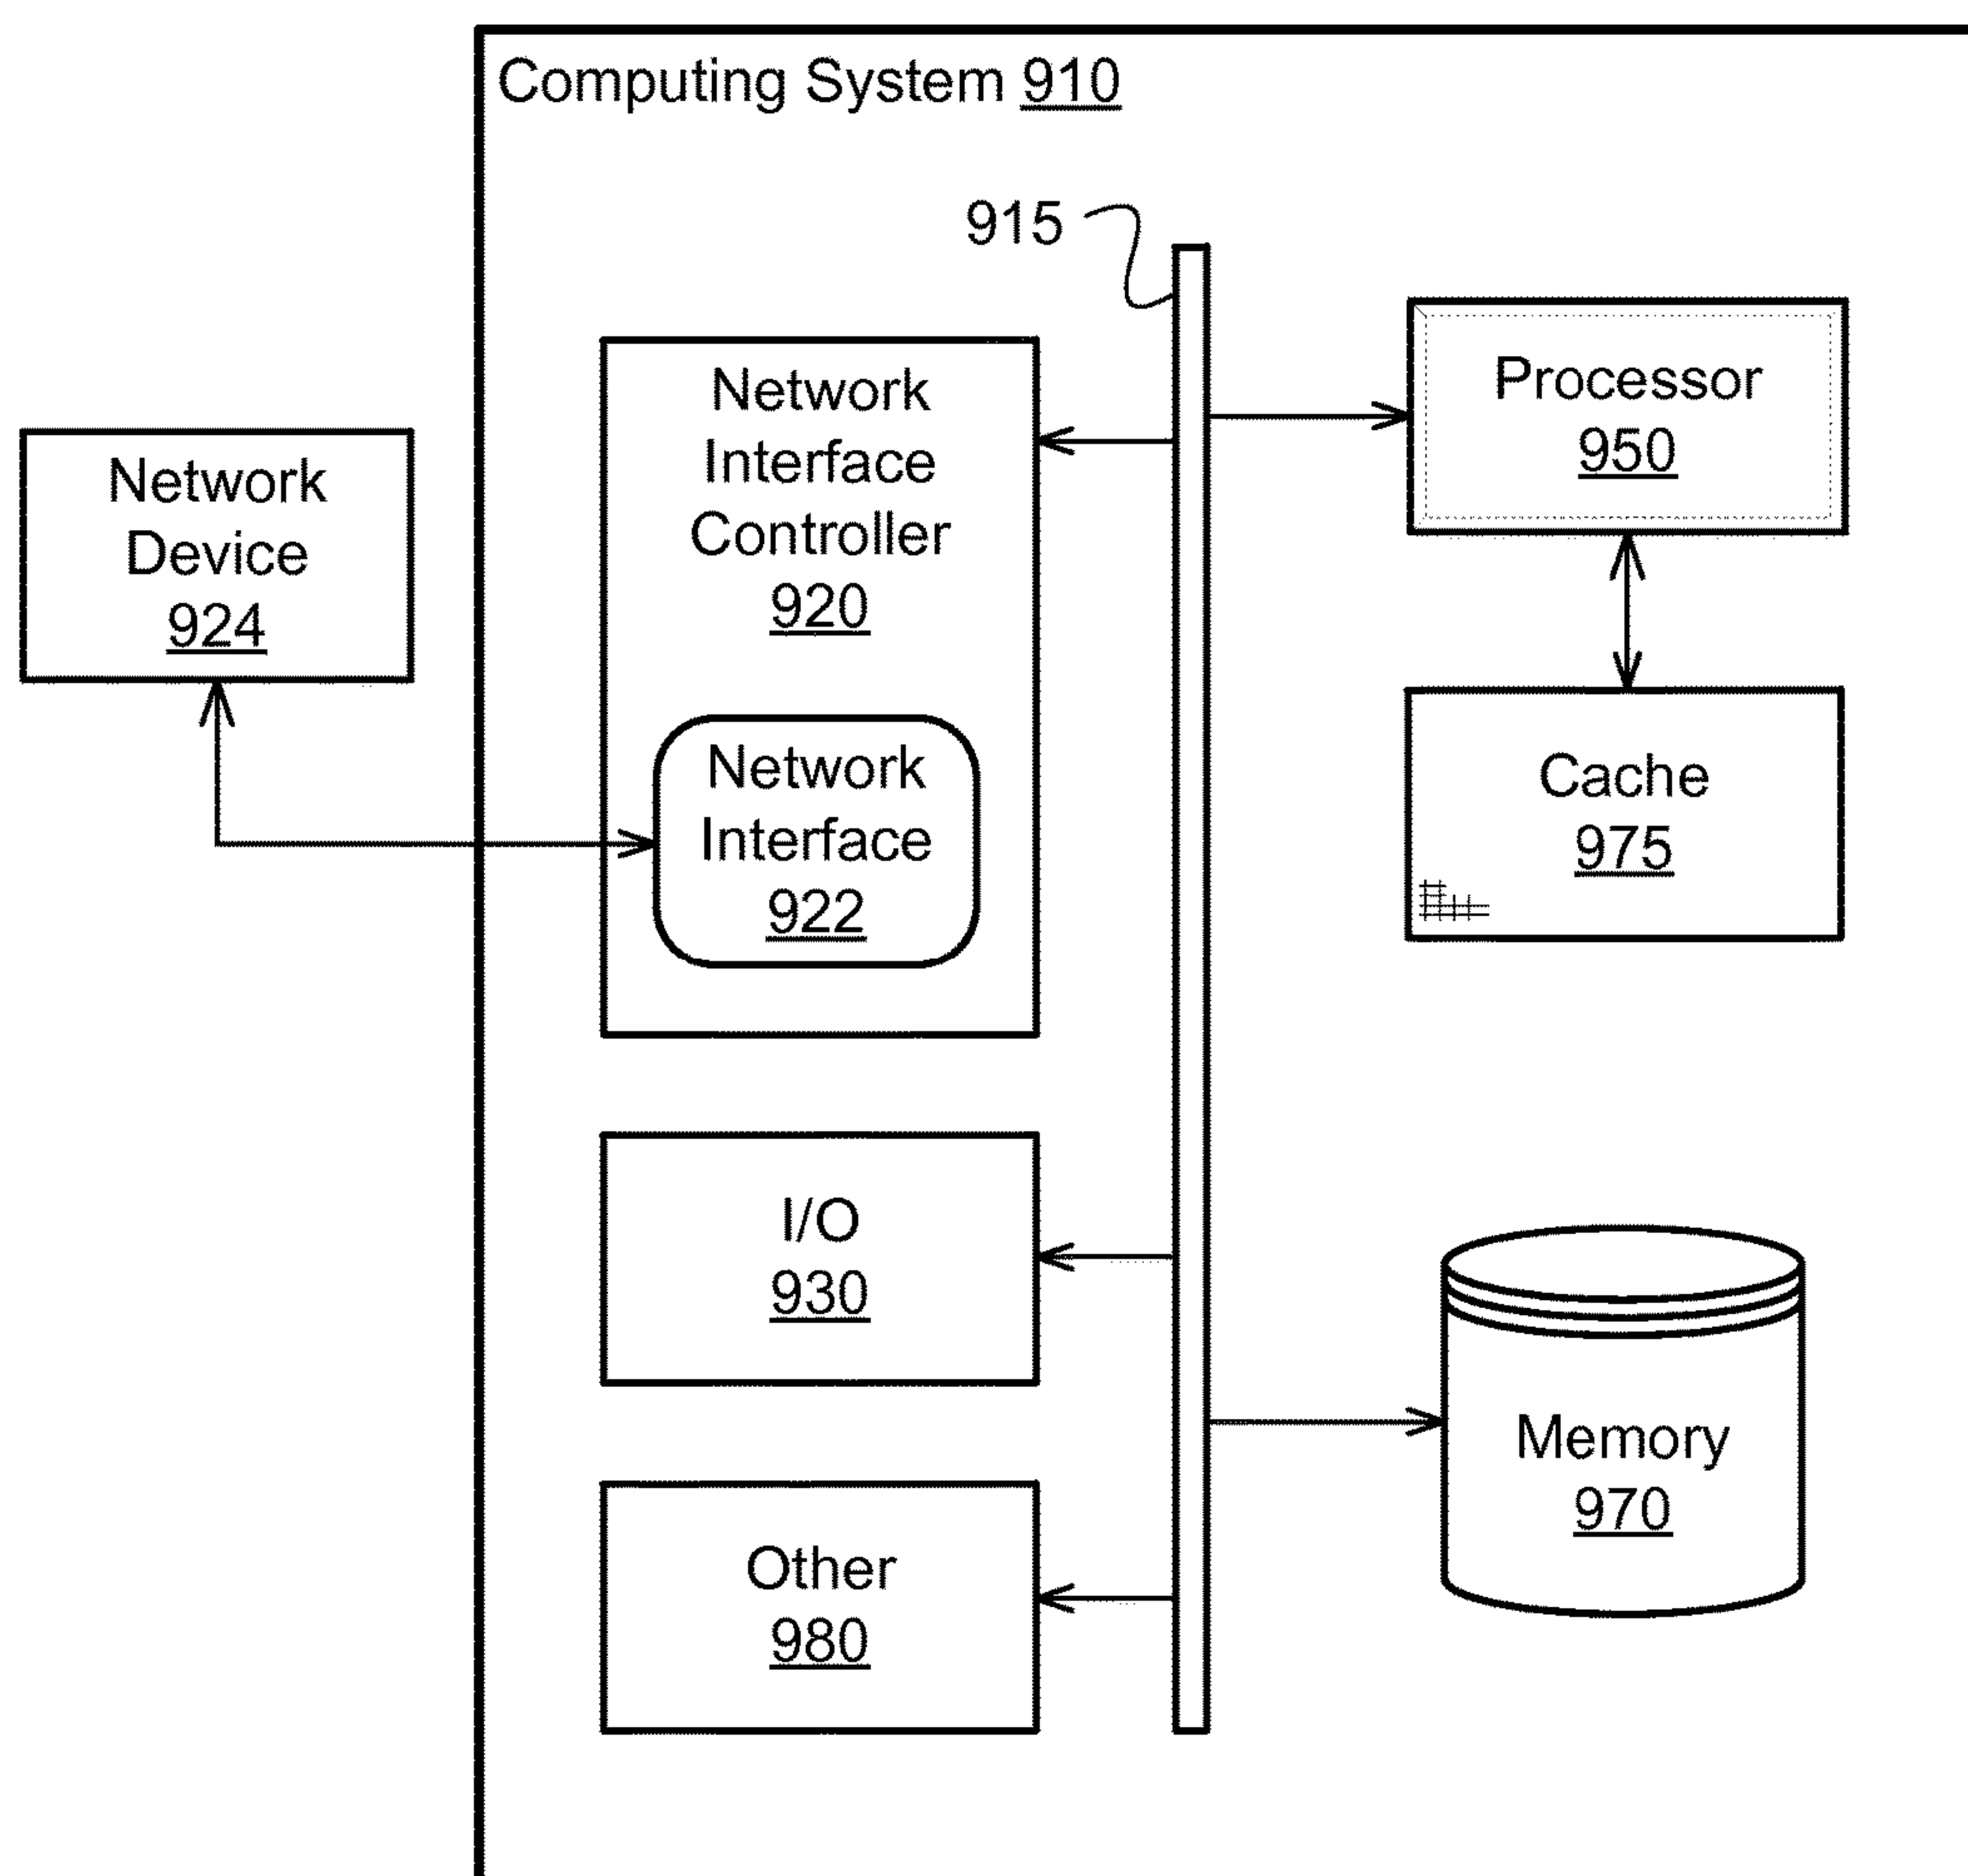 Computing System 910
915
Network
Interface
Controller
920
Processor
950
Network
Device
924
Network
Interface
922
Cache
975
I/O
930
Memory
970
Other
980